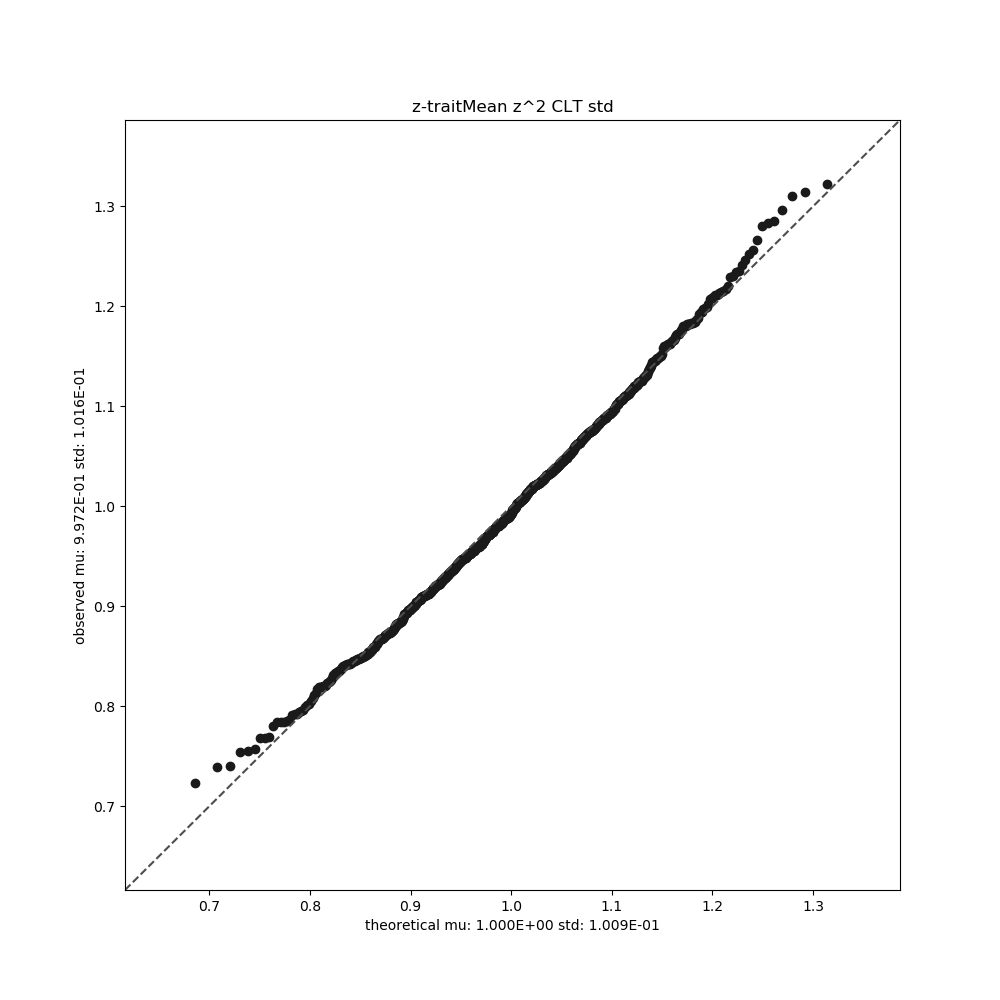 z-traitMean z^2 CLT std
1.3
1.2
1.1
1.0
0.9
0.8
0.7
observed mu: 9.972E-01 std: 1.016E-01
0.7 0.8 0.9 1.0 1.1 1.2 1.3
theoretical mu: 1.000E+00 std: 1.009E-01